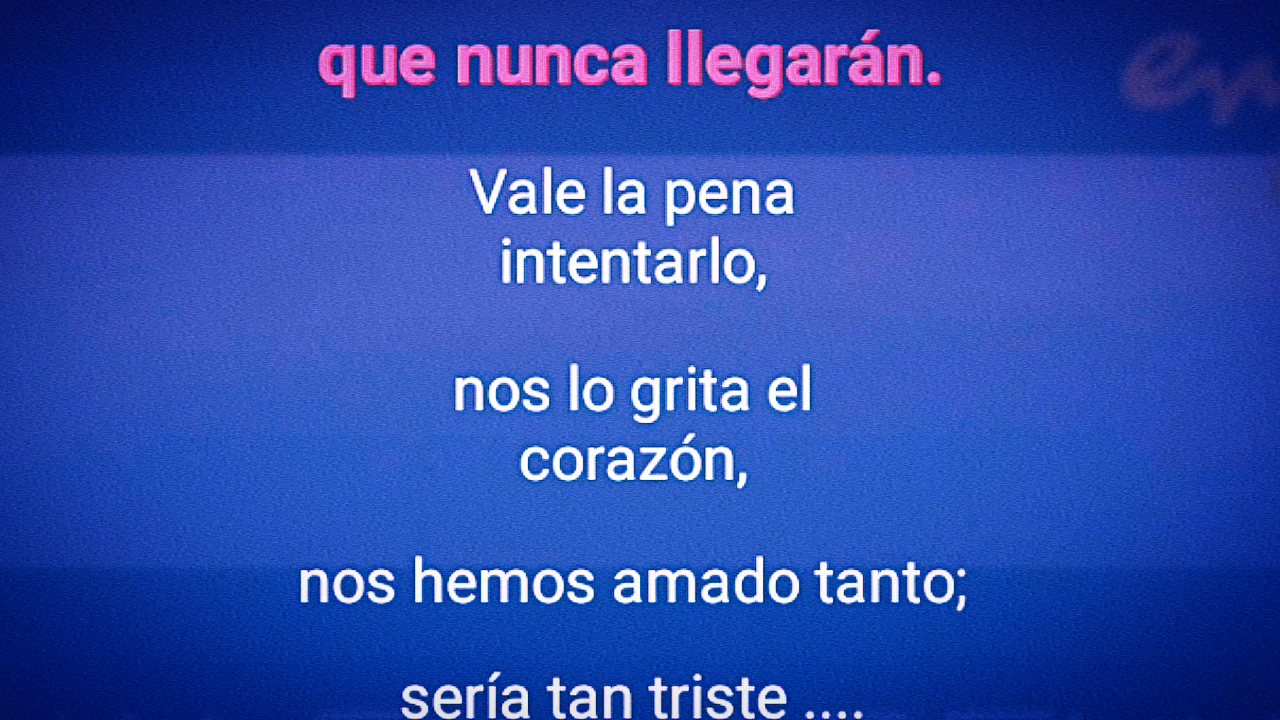 que nunca llegarán.
Vale la pena
intentarlo,
nos lo grita el
corazón,
nos hemos amado tanto;
sería tan triste ....